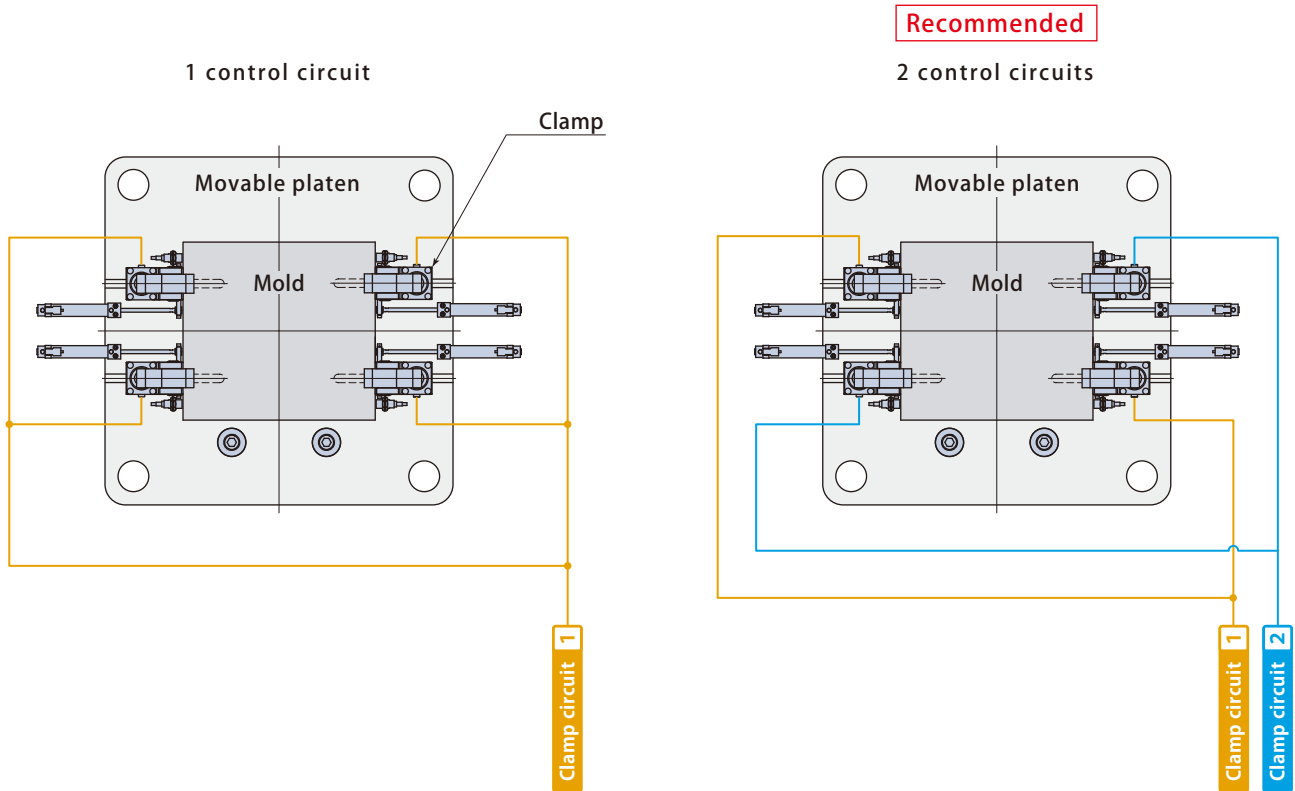 Recommended
1 control circuit
2 control circuits
Clamp
Movable platen
Movable platen
Mold
Mold
Clamp circuit 1
Clamp circuit 1
Clamp circuit 2